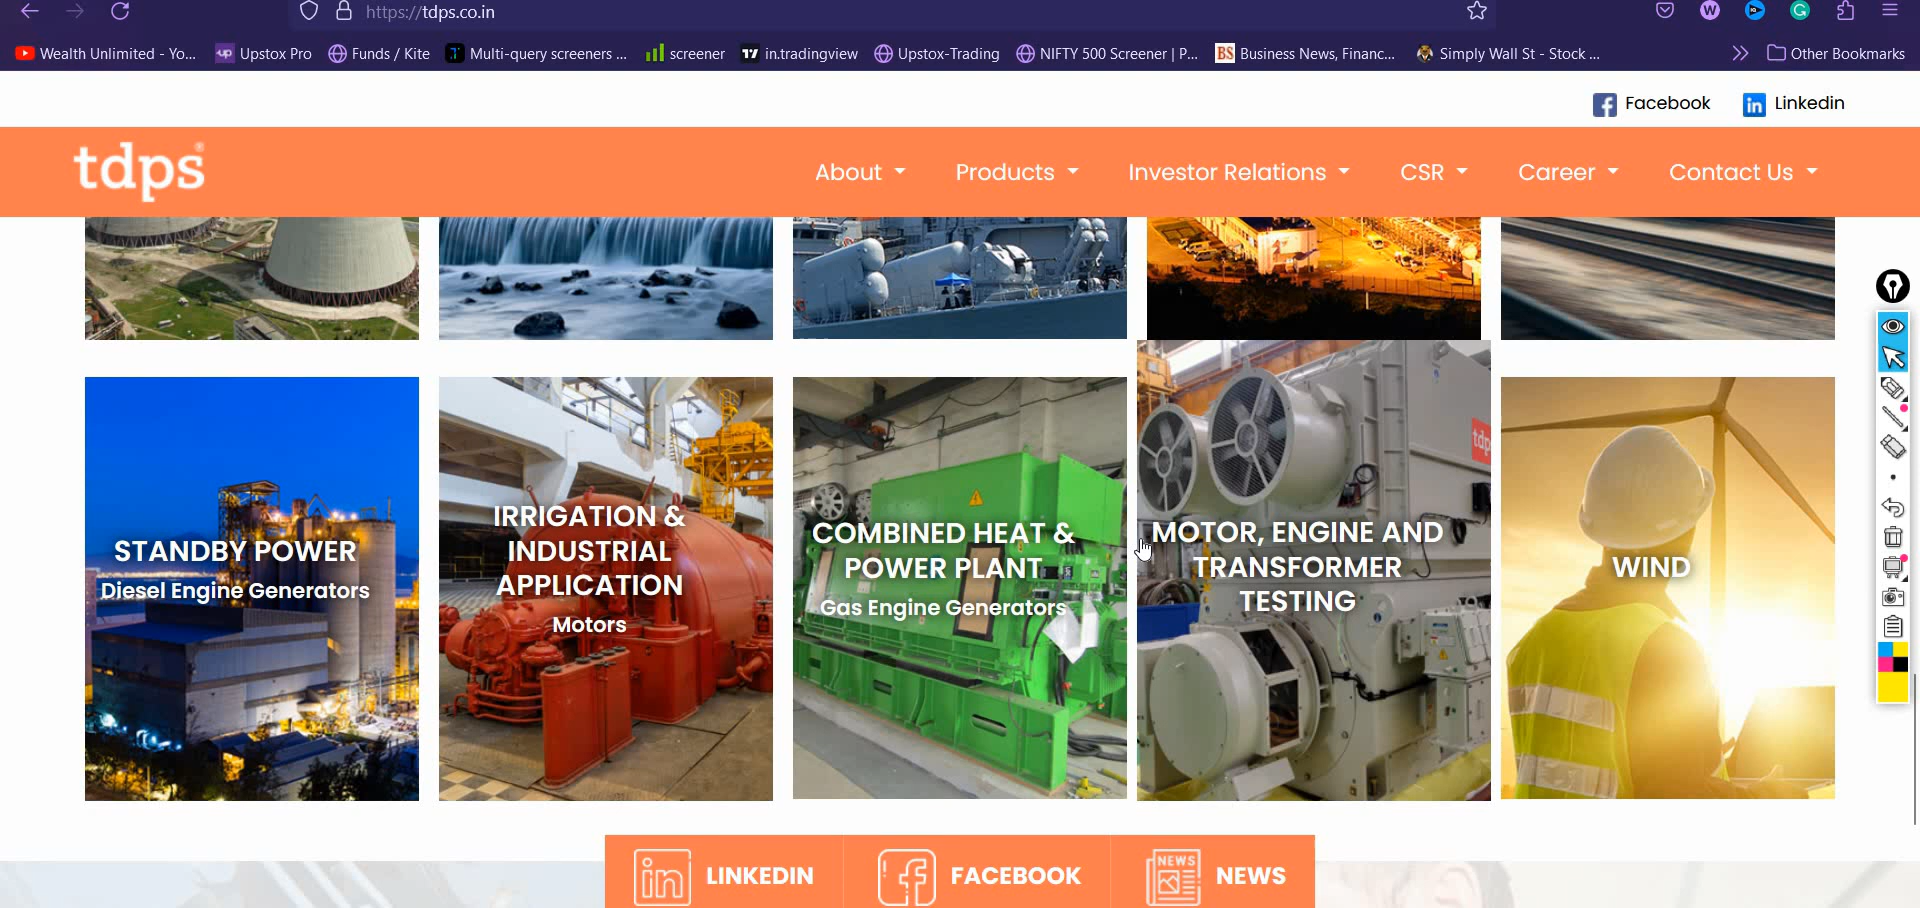 https://tdps.co.in
Wealth Unlimited - Yo...
Upstox Pro
Funds / Kite
Multi-query screeners ...
screener
in.tradingview
Upstox-Trading
NIFTY 500 Screener | P...
BS Business News, Financ...
Simply Wall St - Stock ...
Other Bookmarks
Facebook
Linkedin
tdps
About
Products
Investor Relations
CSR
Career
Contact Us
STANDBY POWER
Diesel Engine Generators
IRRIGATION &
INDUSTRIAL
APPLICATION
Motors
COMBINED HEAT &
POWER PLANT
Gas Engine Generators
tdps
MOTOR, ENGINE AND
TRANSFORMER
TESTING
WIND
LINKEDIN
FACEBOOK
NEWS
NEWS